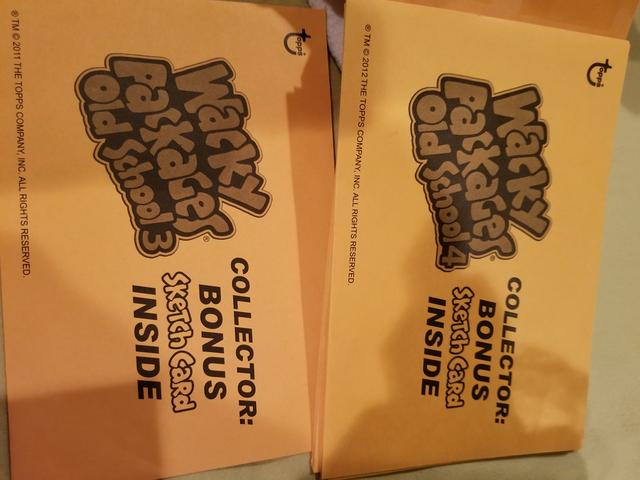 Topps
Wacky
Packages®
Old School 3
COLLECTOR:
BONUS
Sketch Card
INSIDE
® TM © 2011 THE TOPPS COMPANY, INC. ALL RIGHTS RESERVED.
Topps
Wacky
Packages®
Old School 4
COLLECTOR:
BONUS
Sketch Card
INSIDE
® TM © 2012 THE TOPPS COMPANY, INC. ALL RIGHTS RESERVED.